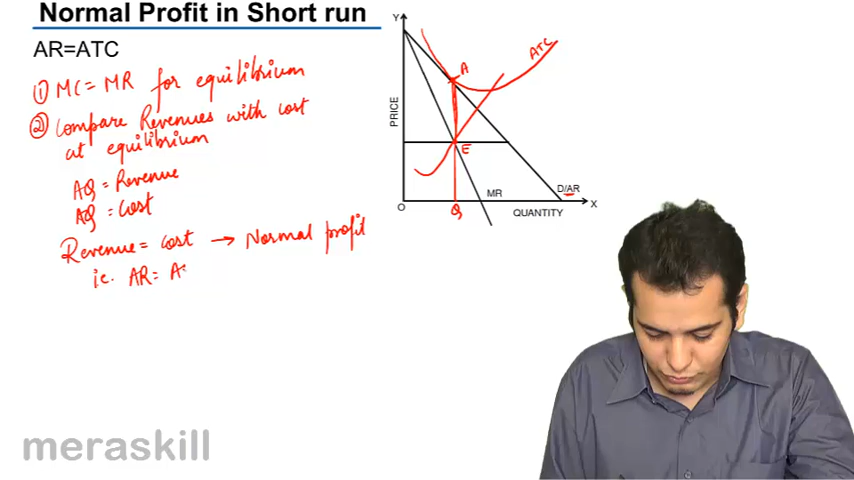 Normal Profit in Short run
AR=ATC
① MC= MR for equilibrium
② Compare Revenues with cost
at equilibrium
AQ = Revenue
AQ = Cost
Revenue = cost → Normal profit
ie. AR= A
Y
PRICE
O
A
E
ATC
MR
D/AR
X
Q
QUANTITY
meraskill